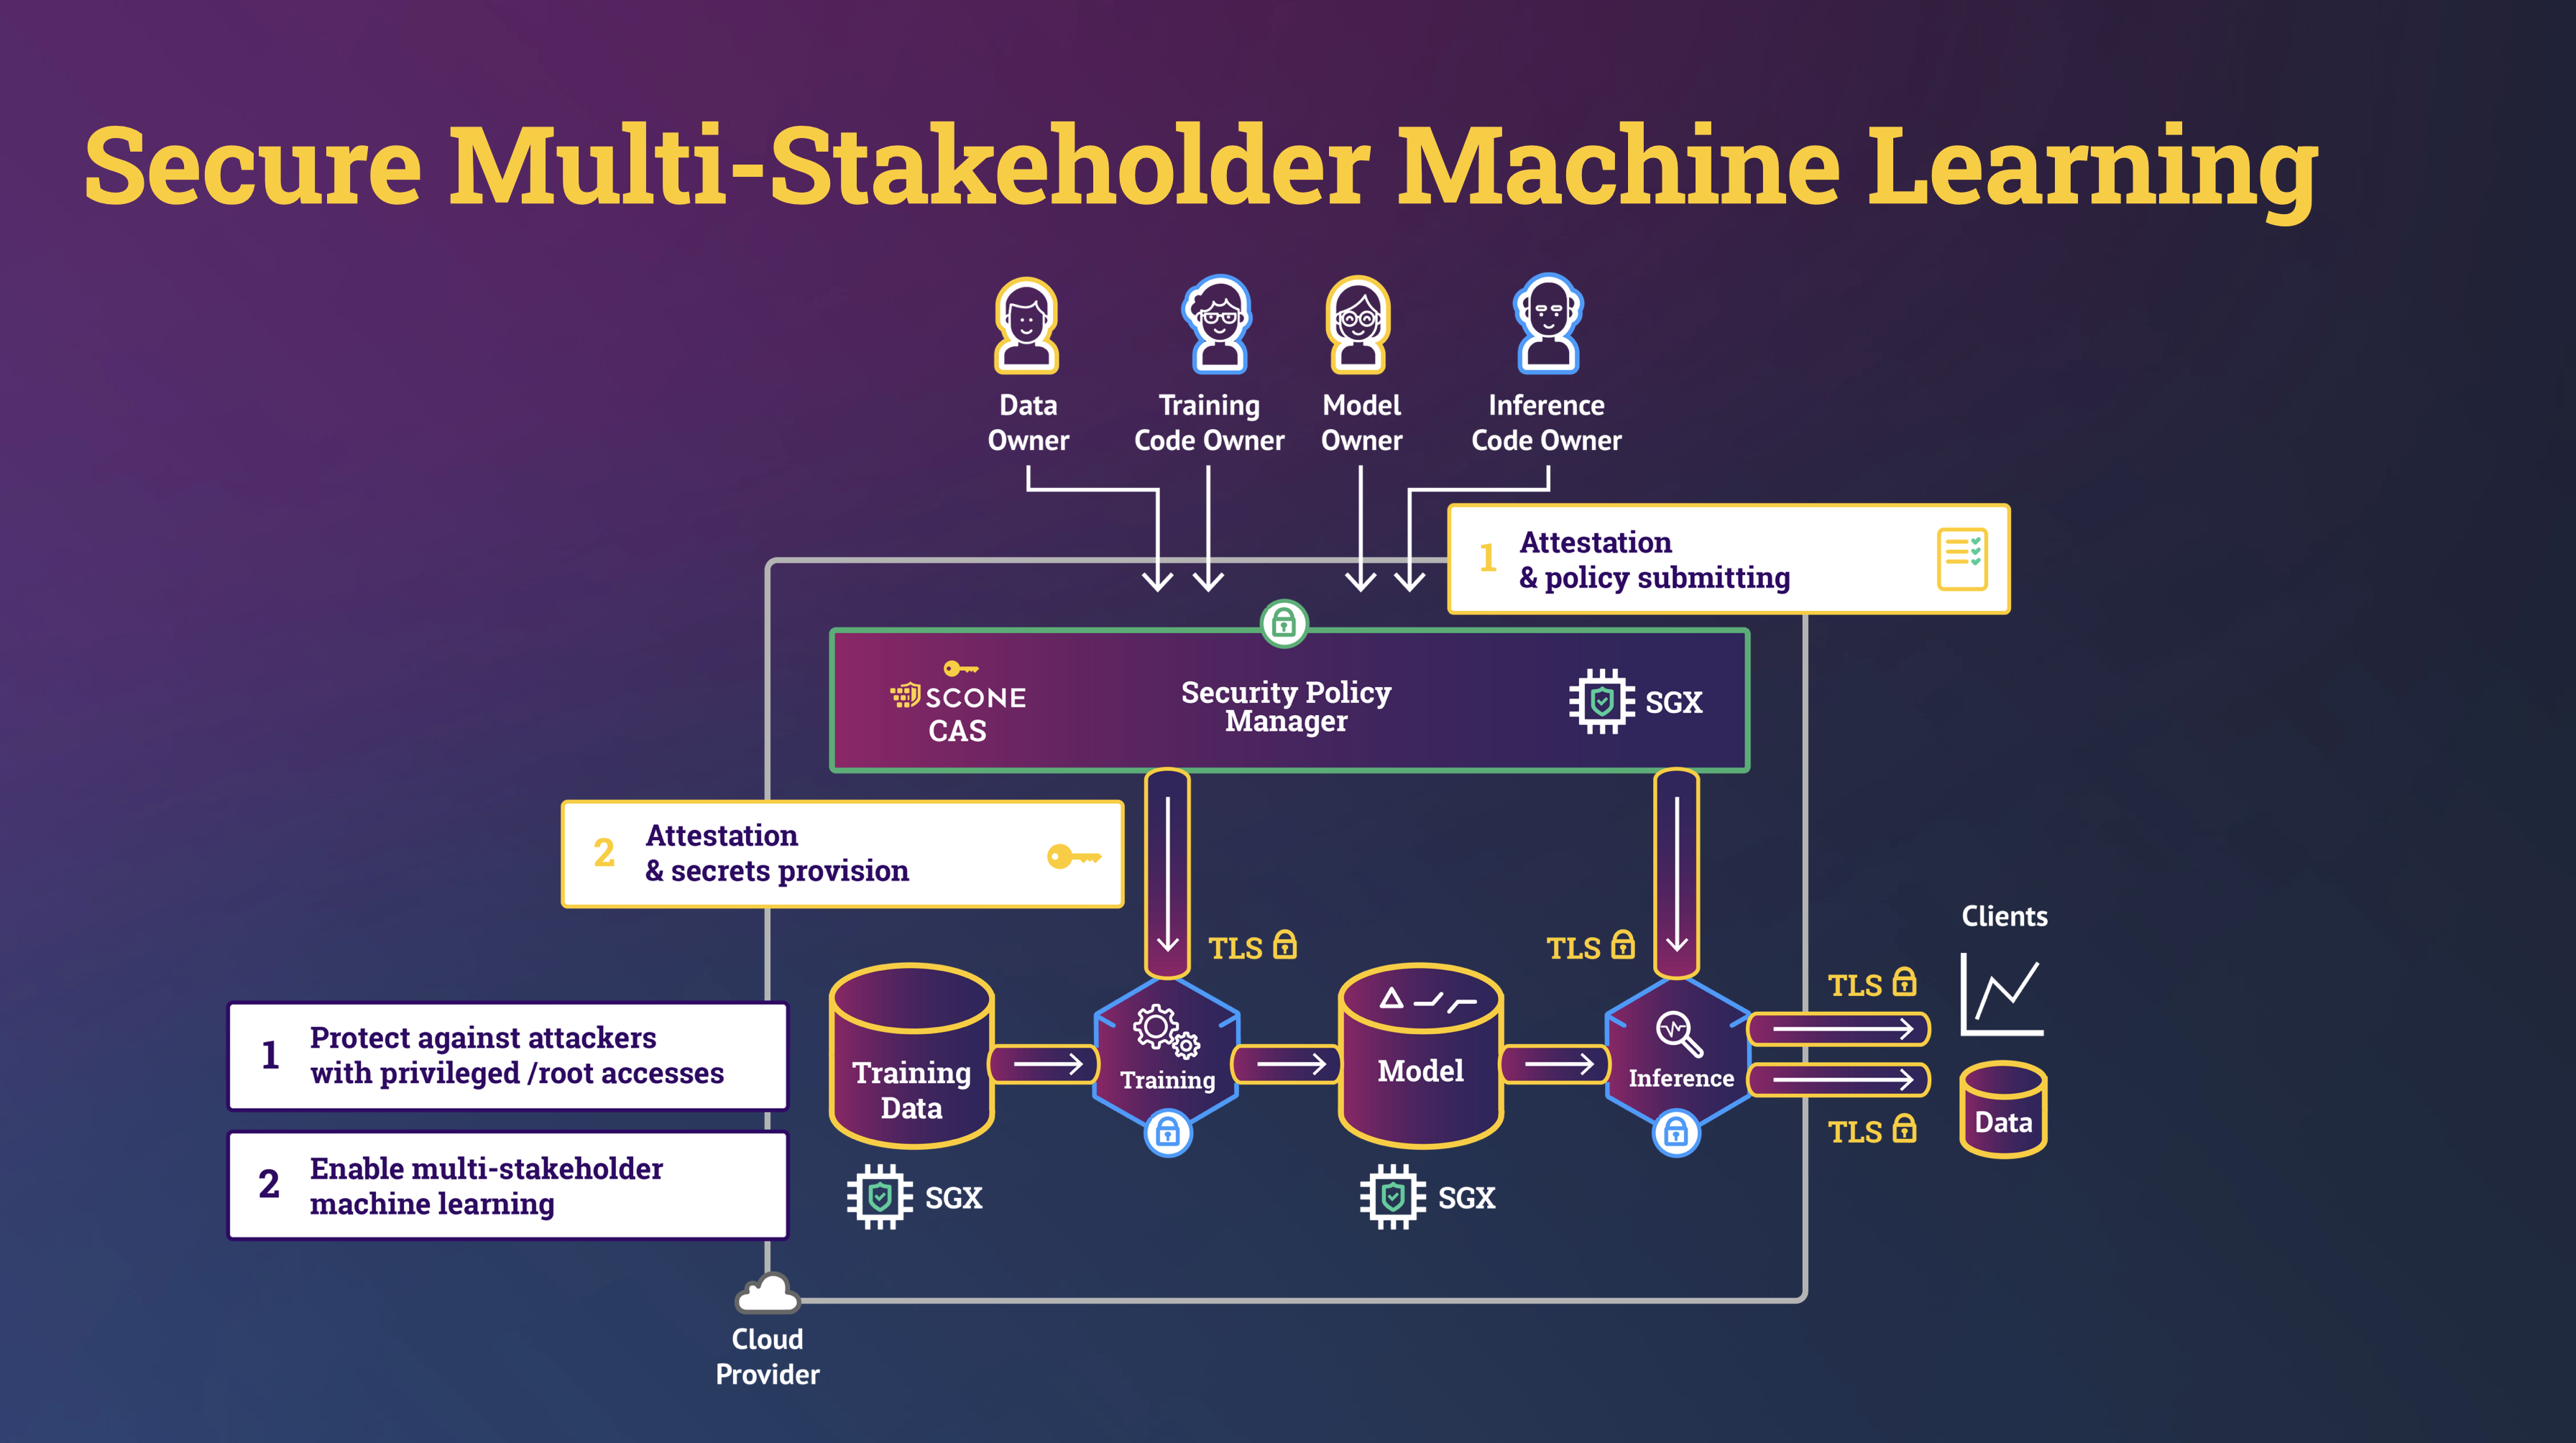 Secure Multi-Stakeholder Machine Learning
Data
Owner
Training
Code Owner
Model
Owner
Inference
Code Owner
1
Attestation
& policy submitting
SCONE
CAS
Security Policy
Manager
SGX
2
Attestation
& secrets provision
TLS
TLS
Clients
TLS
1
Protect against attackers
with privileged /root accesses
Training
Data
Training
Model
Inference
TLS
Data
2
Enable multi-stakeholder
machine learning
SGX
SGX
Cloud
Provider